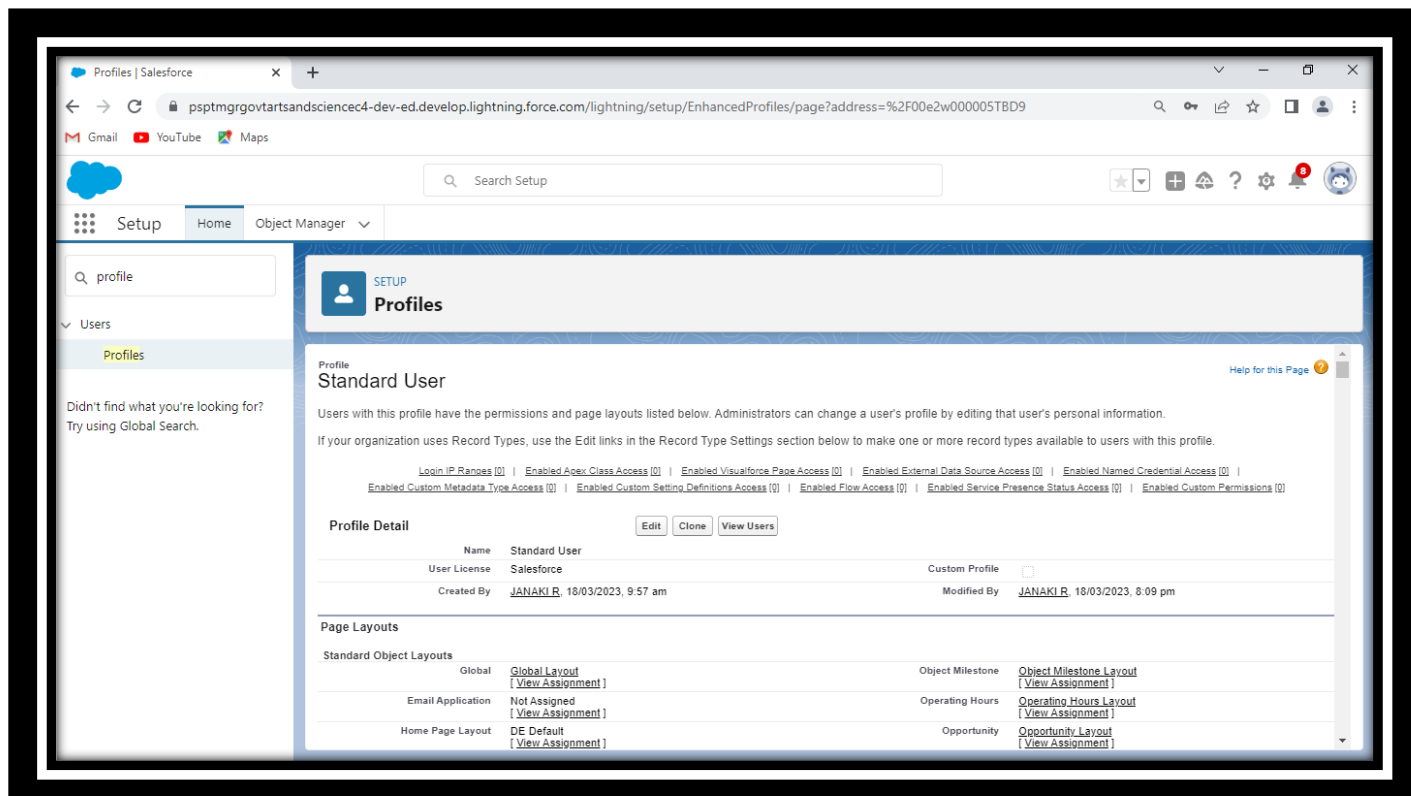 Profiles | Salesforce
psptmgrgovtartsandsciencec4-dev-ed.develop.lightning.force.com/lightning/setup/EnhancedProfiles/page?address=%2F00e2w000005TBD9
Gmail YouTube Maps
Search Setup
8
Setup Home Object Manager
profile
Users
Profiles
Didn't find what you're looking for?
Try using Global Search.
SETUP
Profiles
Profile
Standard User
Help for this Page
Users with this profile have the permissions and page layouts listed below. Administrators can change a user's profile by editing that user's personal information.
If your organization uses Record Types, use the Edit links in the Record Type Settings section below to make one or more record types available to users with this profile.
Login IP Ranges [0] | Enabled Apex Class Access [0] | Enabled Visualforce Page Access [0] | Enabled External Data Source Access [0] | Enabled Named Credential Access [0] |
Enabled Custom Metadata Type Access [0] | Enabled Custom Setting Definitions Access [0] | Enabled Flow Access [0] | Enabled Service Presence Status Access [0] | Enabled Custom Permissions [0]
Profile Detail Edit Clone View Users
Name Standard User
User License Salesforce Custom Profile
Created By JANAKI R, 18/03/2023, 9:57 am Modified By JANAKI R, 18/03/2023, 8:09 pm
Page Layouts
Standard Object Layouts
Global Global Layout Object Milestone Object Milestone Layout
[ View Assignment ] [ View Assignment ]
Email Application Not Assigned Operating Hours Operating Hours Layout
[ View Assignment ] [ View Assignment ]
Home Page Layout DE Default Opportunity Opportunity Layout
[ View Assignment ] [ View Assignment ]